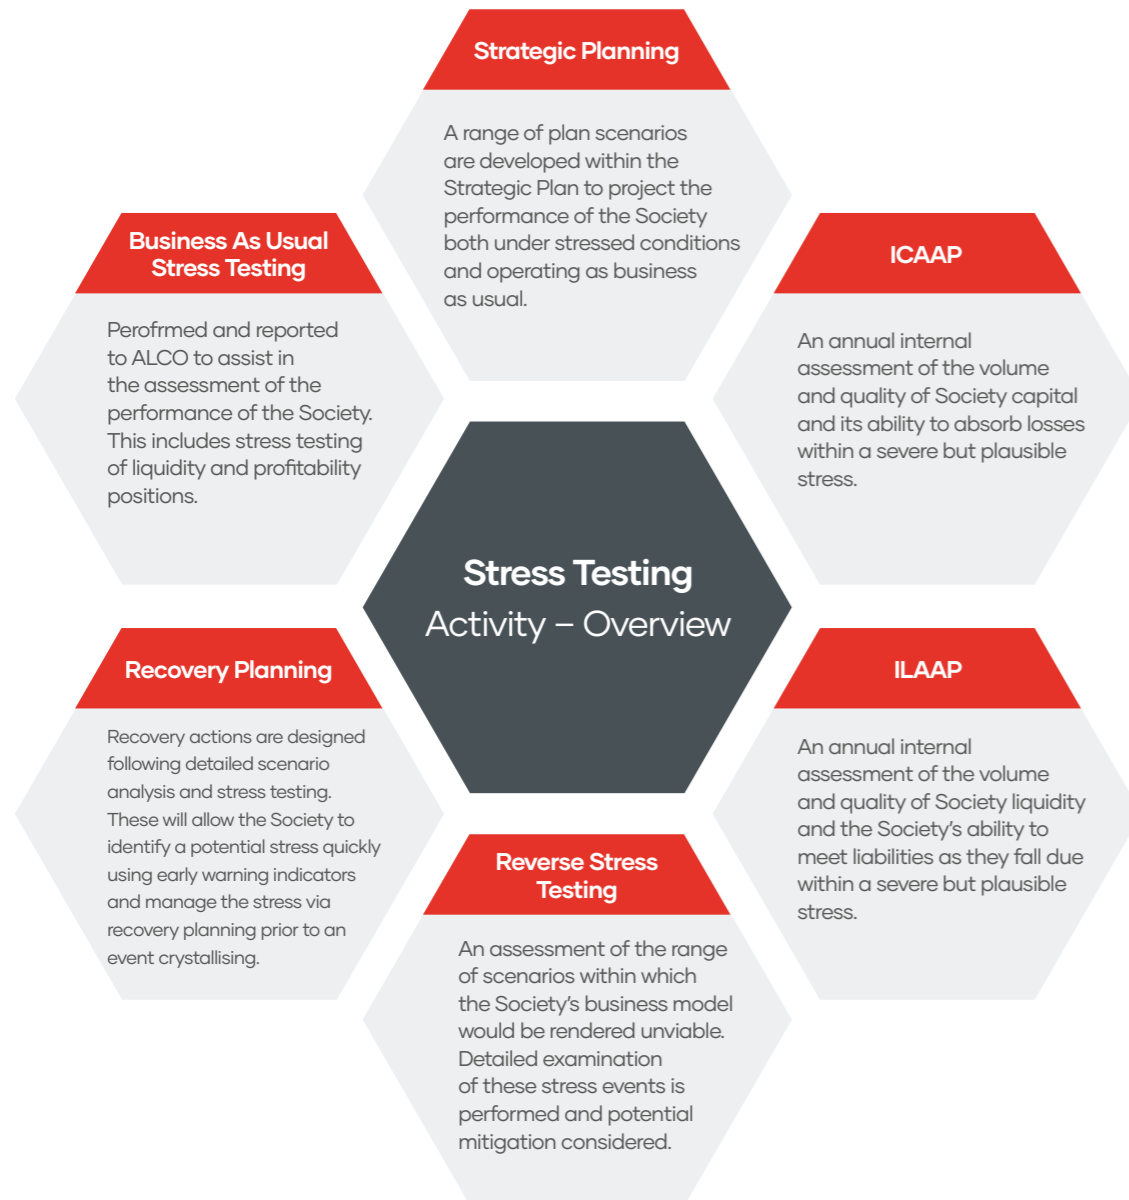 Strategic Planning
A range of plan scenarios
are developed within the
Strategic Plan to project the
performance of the Society
both under stressed conditions
and operating as business
as usual.
Business As Usual
Stress Testing
Perofrmed and reported
to ALCO to assist in
the assessment of the
performance of the Society.
This includes stress testing
of liquidity and profitability
positions.
ICAAP
An annual internal
assessment of the volume
and quality of Society capital
and its ability to absorb losses
within a severe but plausible
stress.
Stress Testing
Activity – Overview
Recovery Planning
Recovery actions are designed
following detailed scenario
analysis and stress testing.
These will allow the Society to
identify a potential stress quickly
using early warning indicators
and manage the stress via
recovery planning prior to an
event crystallising.
ILAAP
An annual internal
assessment of the volume
and quality of Society liquidity
and the Society's ability to
meet liabilities as they fall due
within a severe but plausible
stress.
Reverse Stress
Testing
An assessment of the range
of scenarios within which
the Society's business model
would be rendered unviable.
Detailed examination
of these stress events is
performed and potential
mitigation considered.